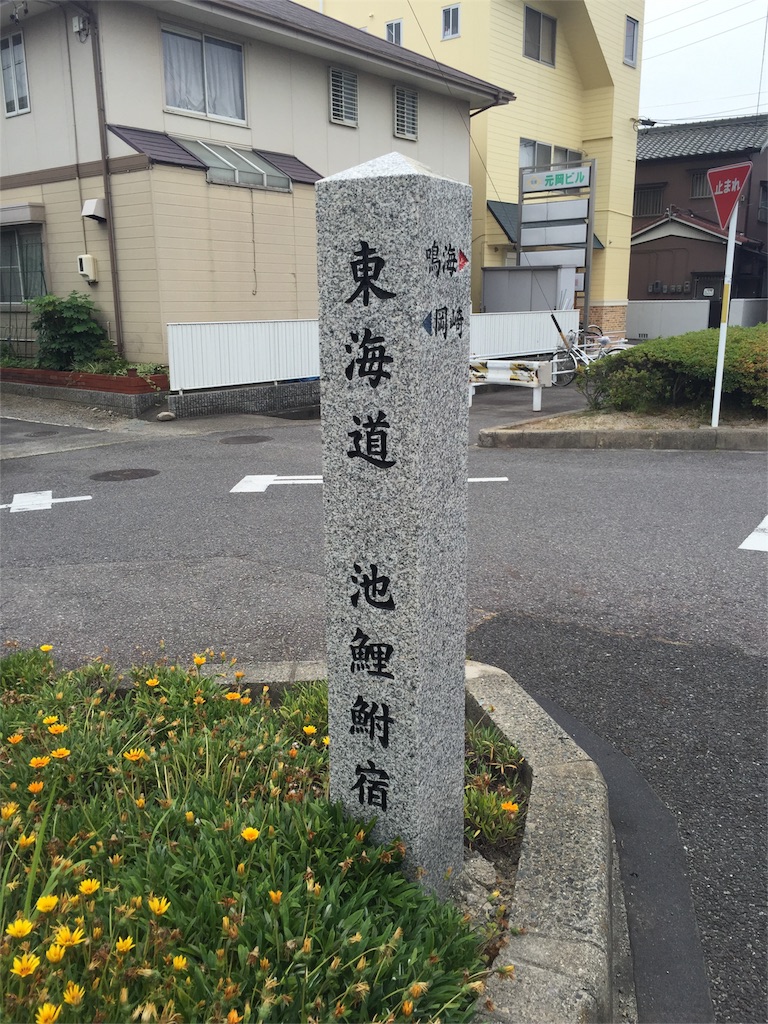 東海道 池鯉鮒宿
鳴海
岡崎
元岡ビル
止まれ